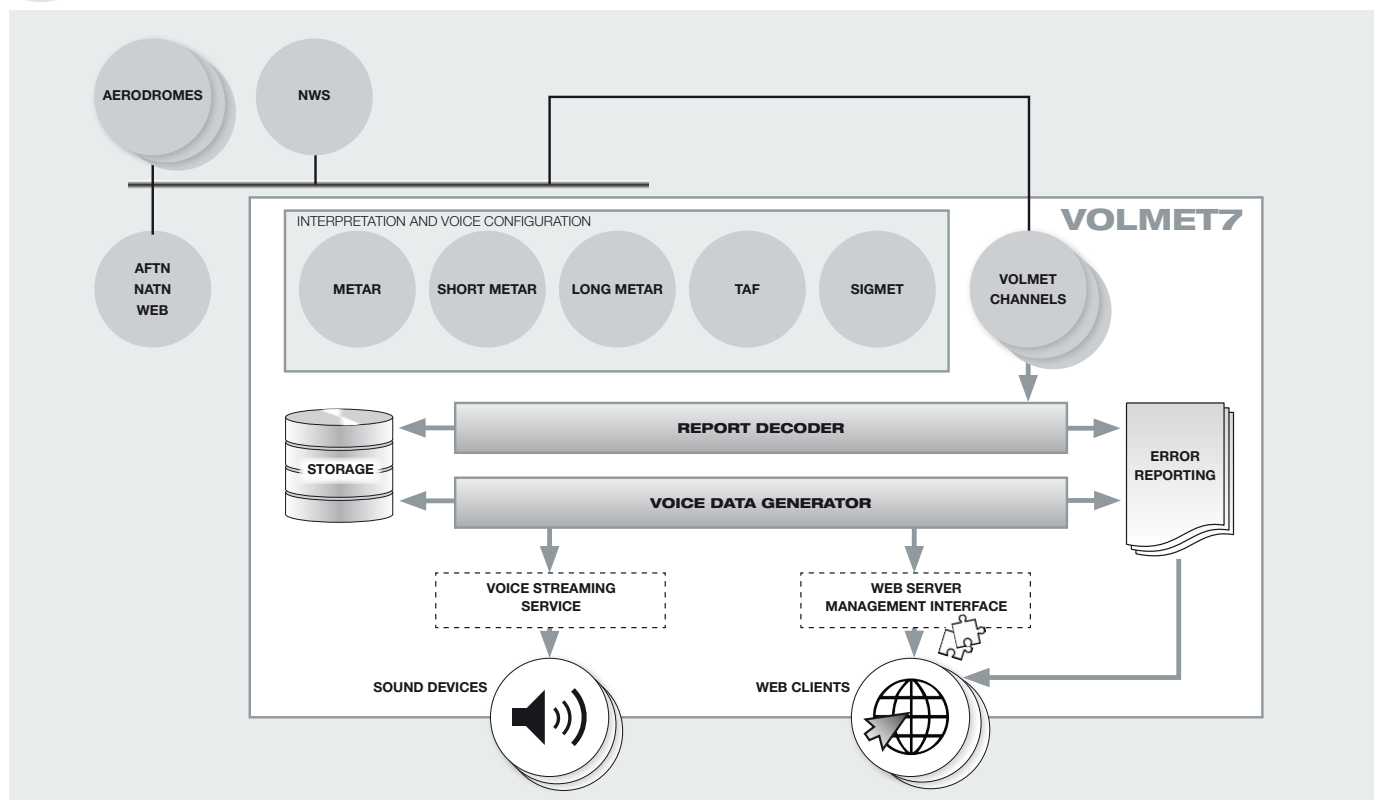 AERODROMES
NWS
AFTN
NATN
WEB
INTERPRETATION AND VOICE CONFIGURATION
VOLMET7
METAR
SHORT METAR
LONG METAR
TAF
SIGMET
VOLMET
CHANNELS
REPORT DECODER
STORAGE
ERROR
REPORTING
VOICE DATA GENERATOR
VOICE STREAMING
SERVICE
WEB SERVER
MANAGEMENT INTERFACE
SOUND DEVICES
WEB CLIENTS